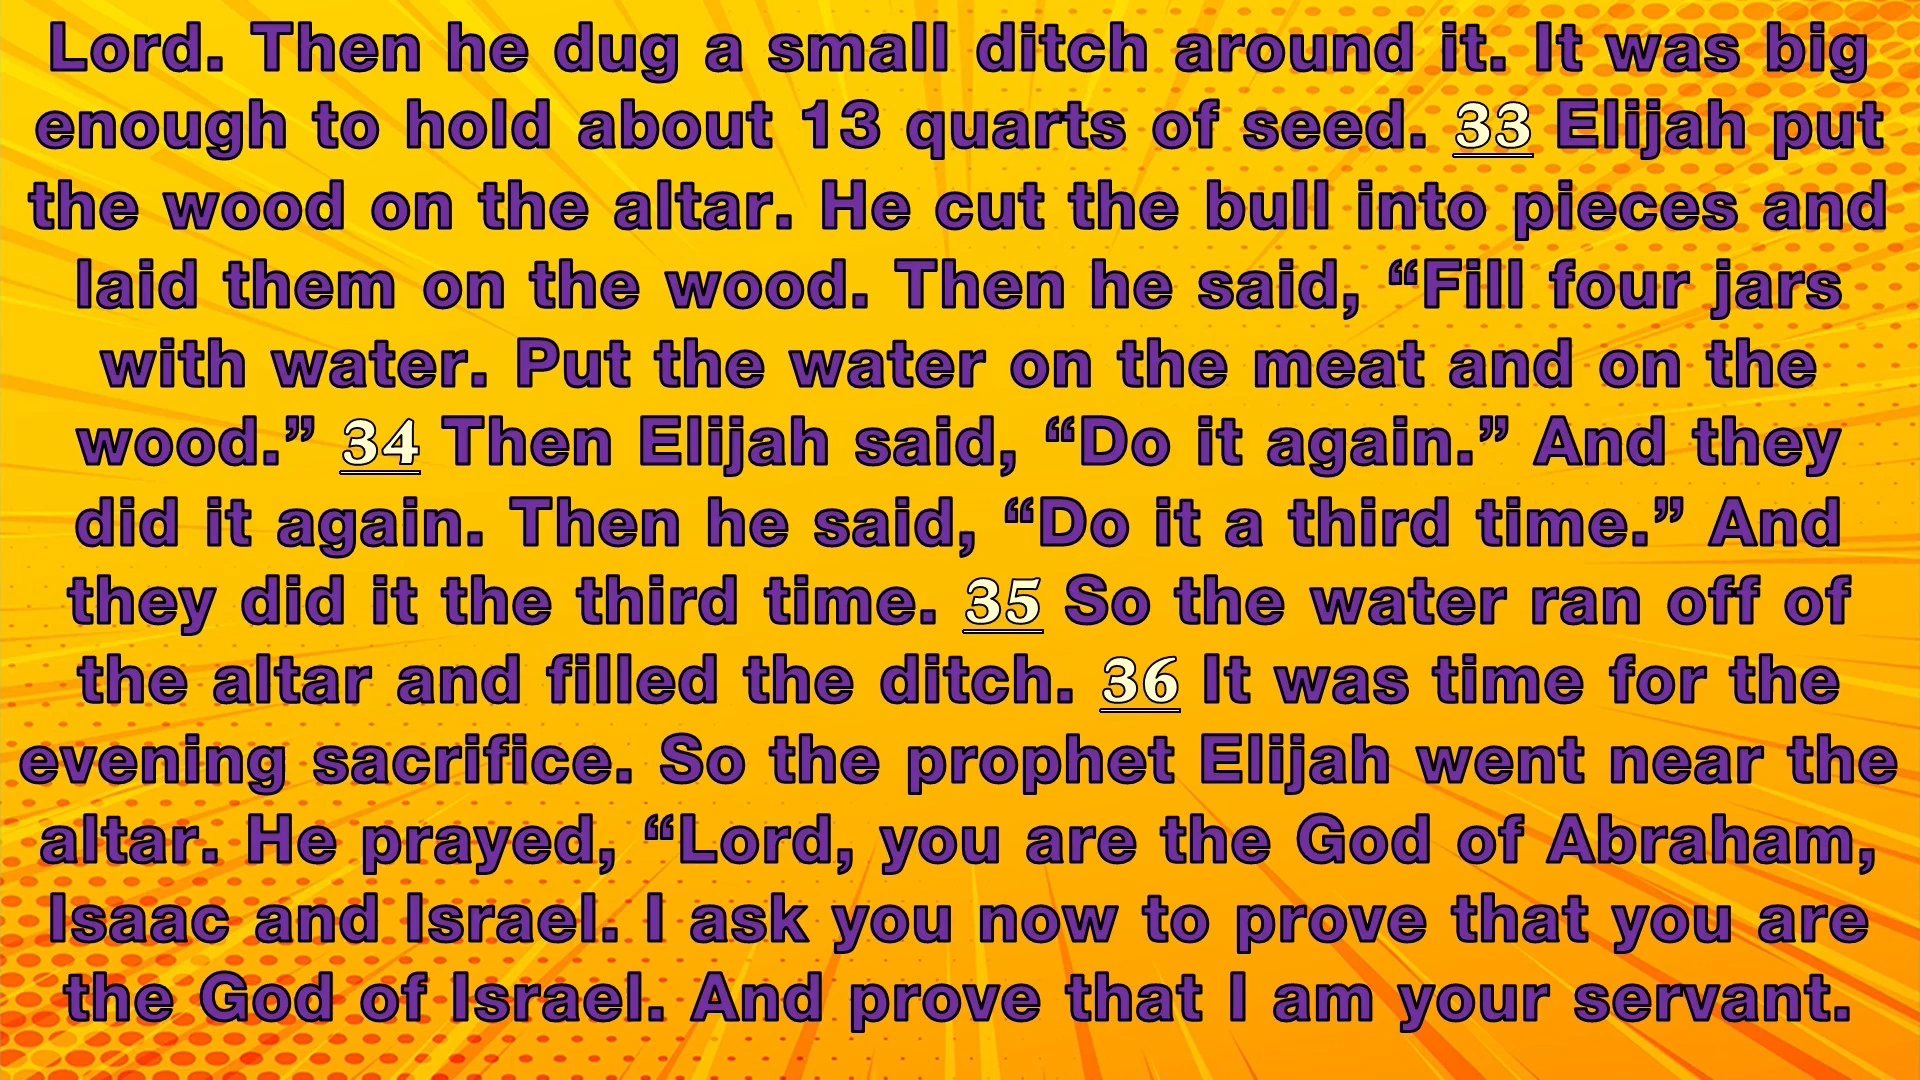 Lord. Then he dug a small ditch around it. It was big
enough to hold about 13 quarts of seed. 33 Elijah put
the wood on the altar. He cut the bull into pieces and
laid them on the wood. Then he said, “Fill four jars
with water. Put the water on the meat and on the
wood.” 34 Then Elijah said, “Do it again.” And they
did it again. Then he said, “Do it a third time.” And
they did it the third time. 35 So the water ran off of
the altar and filled the ditch. 36 It was time for the
evening sacrifice. So the prophet Elijah went near the
altar. He prayed, “Lord, you are the God of Abraham,
Isaac and Israel. I ask you now to prove that you are
the God of Israel. And prove that I am your servant.